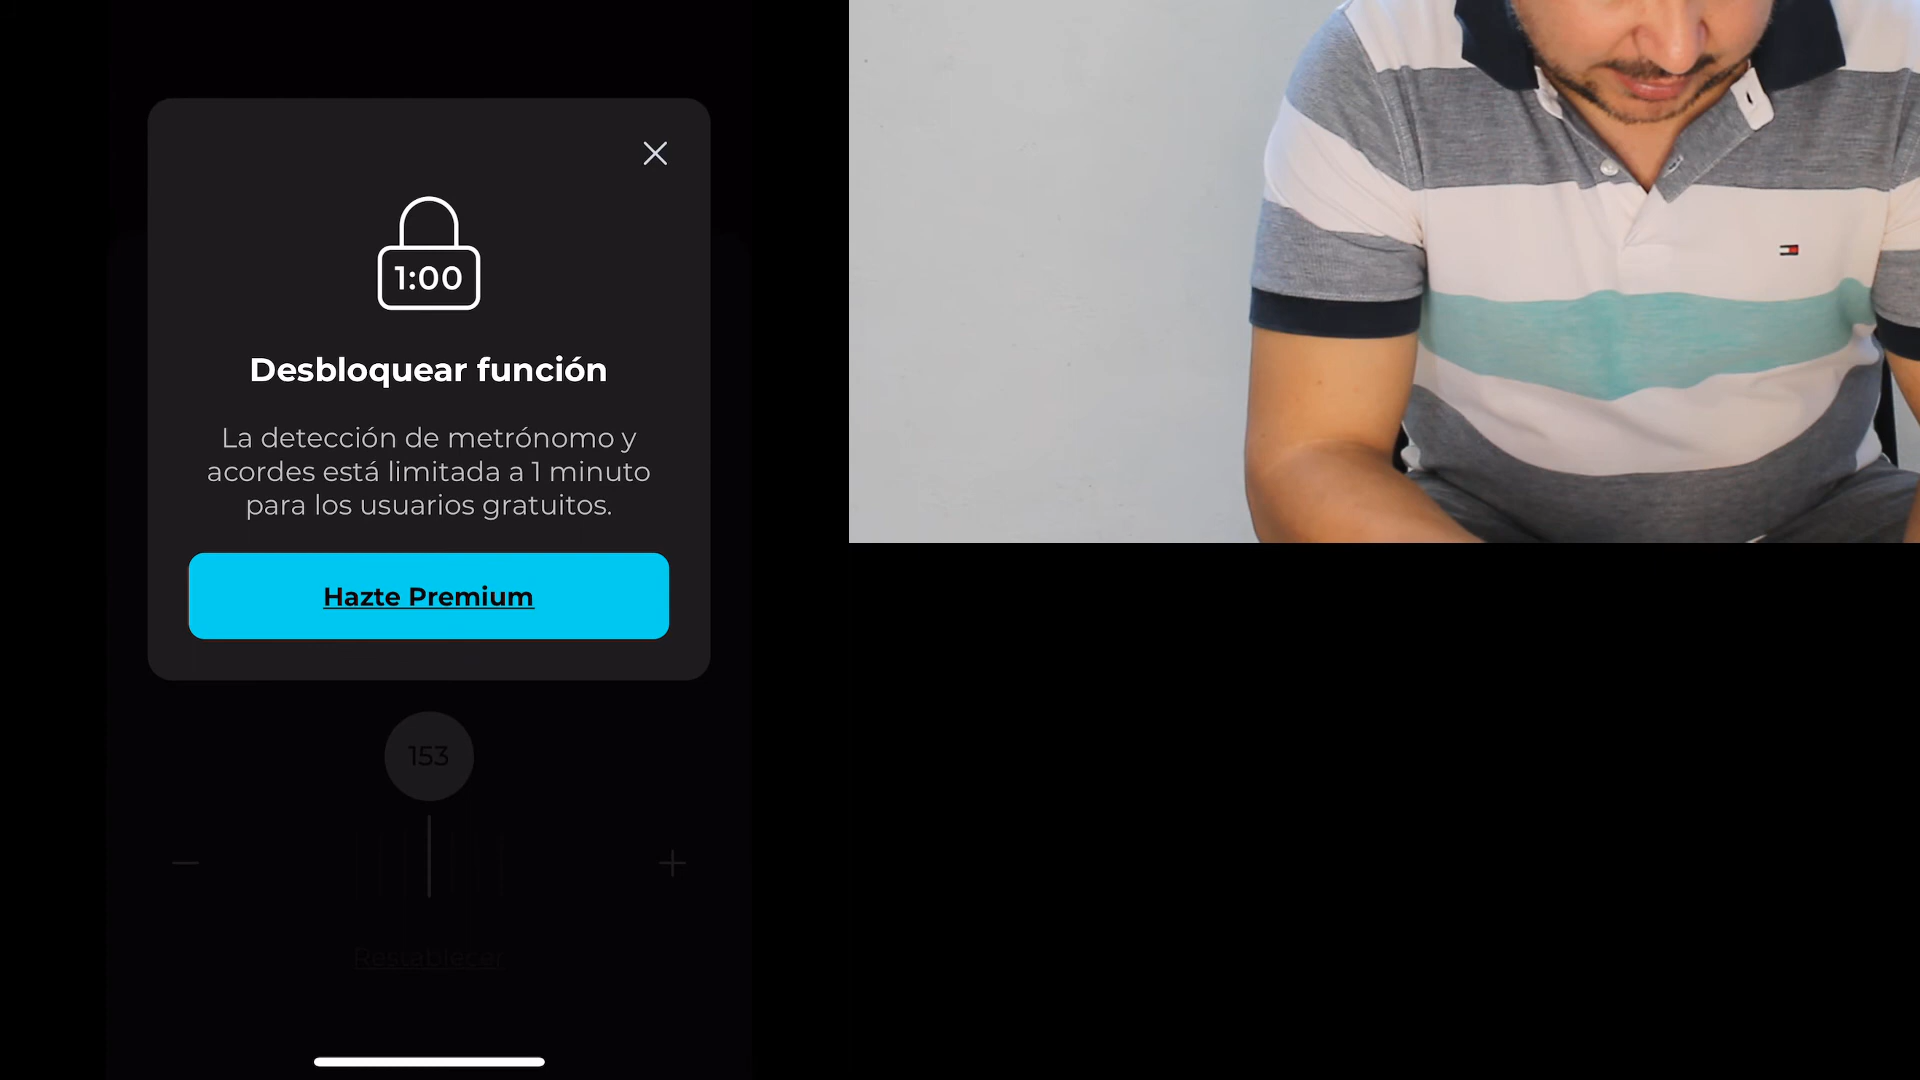 1:00
Desbloquear función
La detección de metrónomo y
acordes está limitada a 1 minuto
para los usuarios gratuitos.
Hazte Premium
153
Restablecer